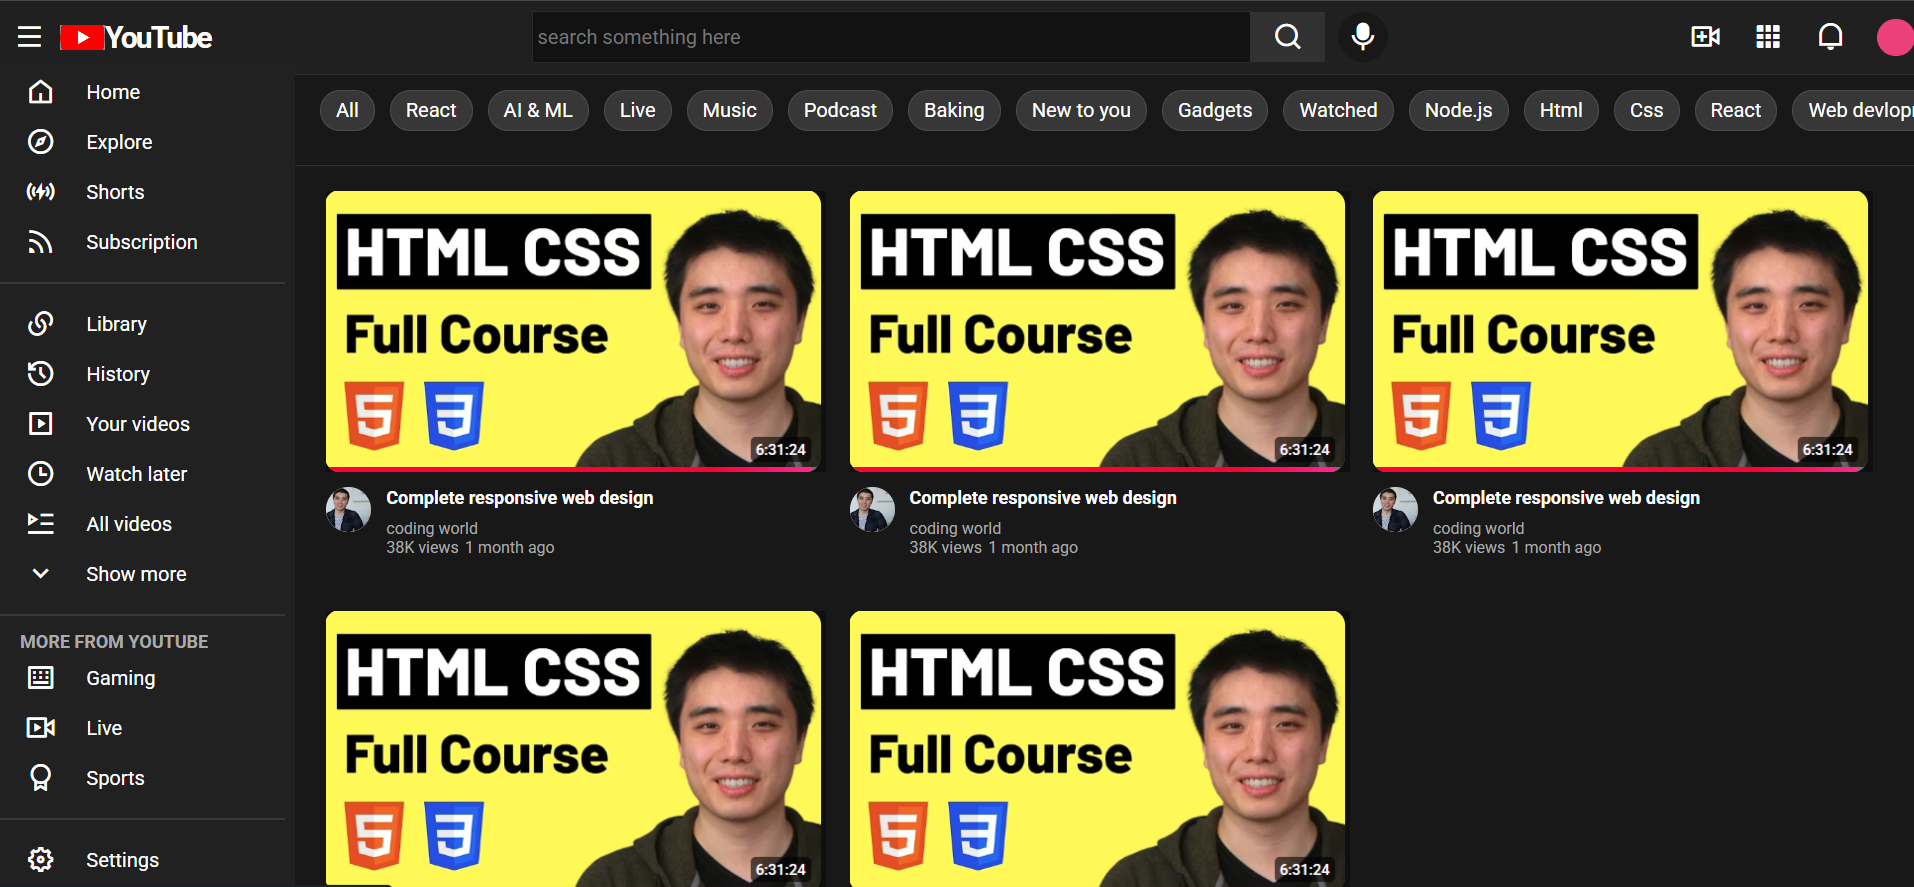 YouTube
search something here
Home
Explore
Shorts
Subscription
Library
History
Your videos
Watch later
All videos
Show more
MORE FROM YOUTUBE
Gaming
Live
Sports
Settings
All React AI & ML Live Music Podcast Baking New to you Gadgets Watched Node.js Html Css React Web devlop
HTML CSS
Full Course
6:31:24
Complete responsive web design
coding world
38K views 1 month ago
HTML CSS
Full Course
6:31:24
Complete responsive web design
coding world
38K views 1 month ago
HTML CSS
Full Course
6:31:24
Complete responsive web design
coding world
38K views 1 month ago
HTML CSS
Full Course
6:31:24
HTML CSS
Full Course
6:31:24